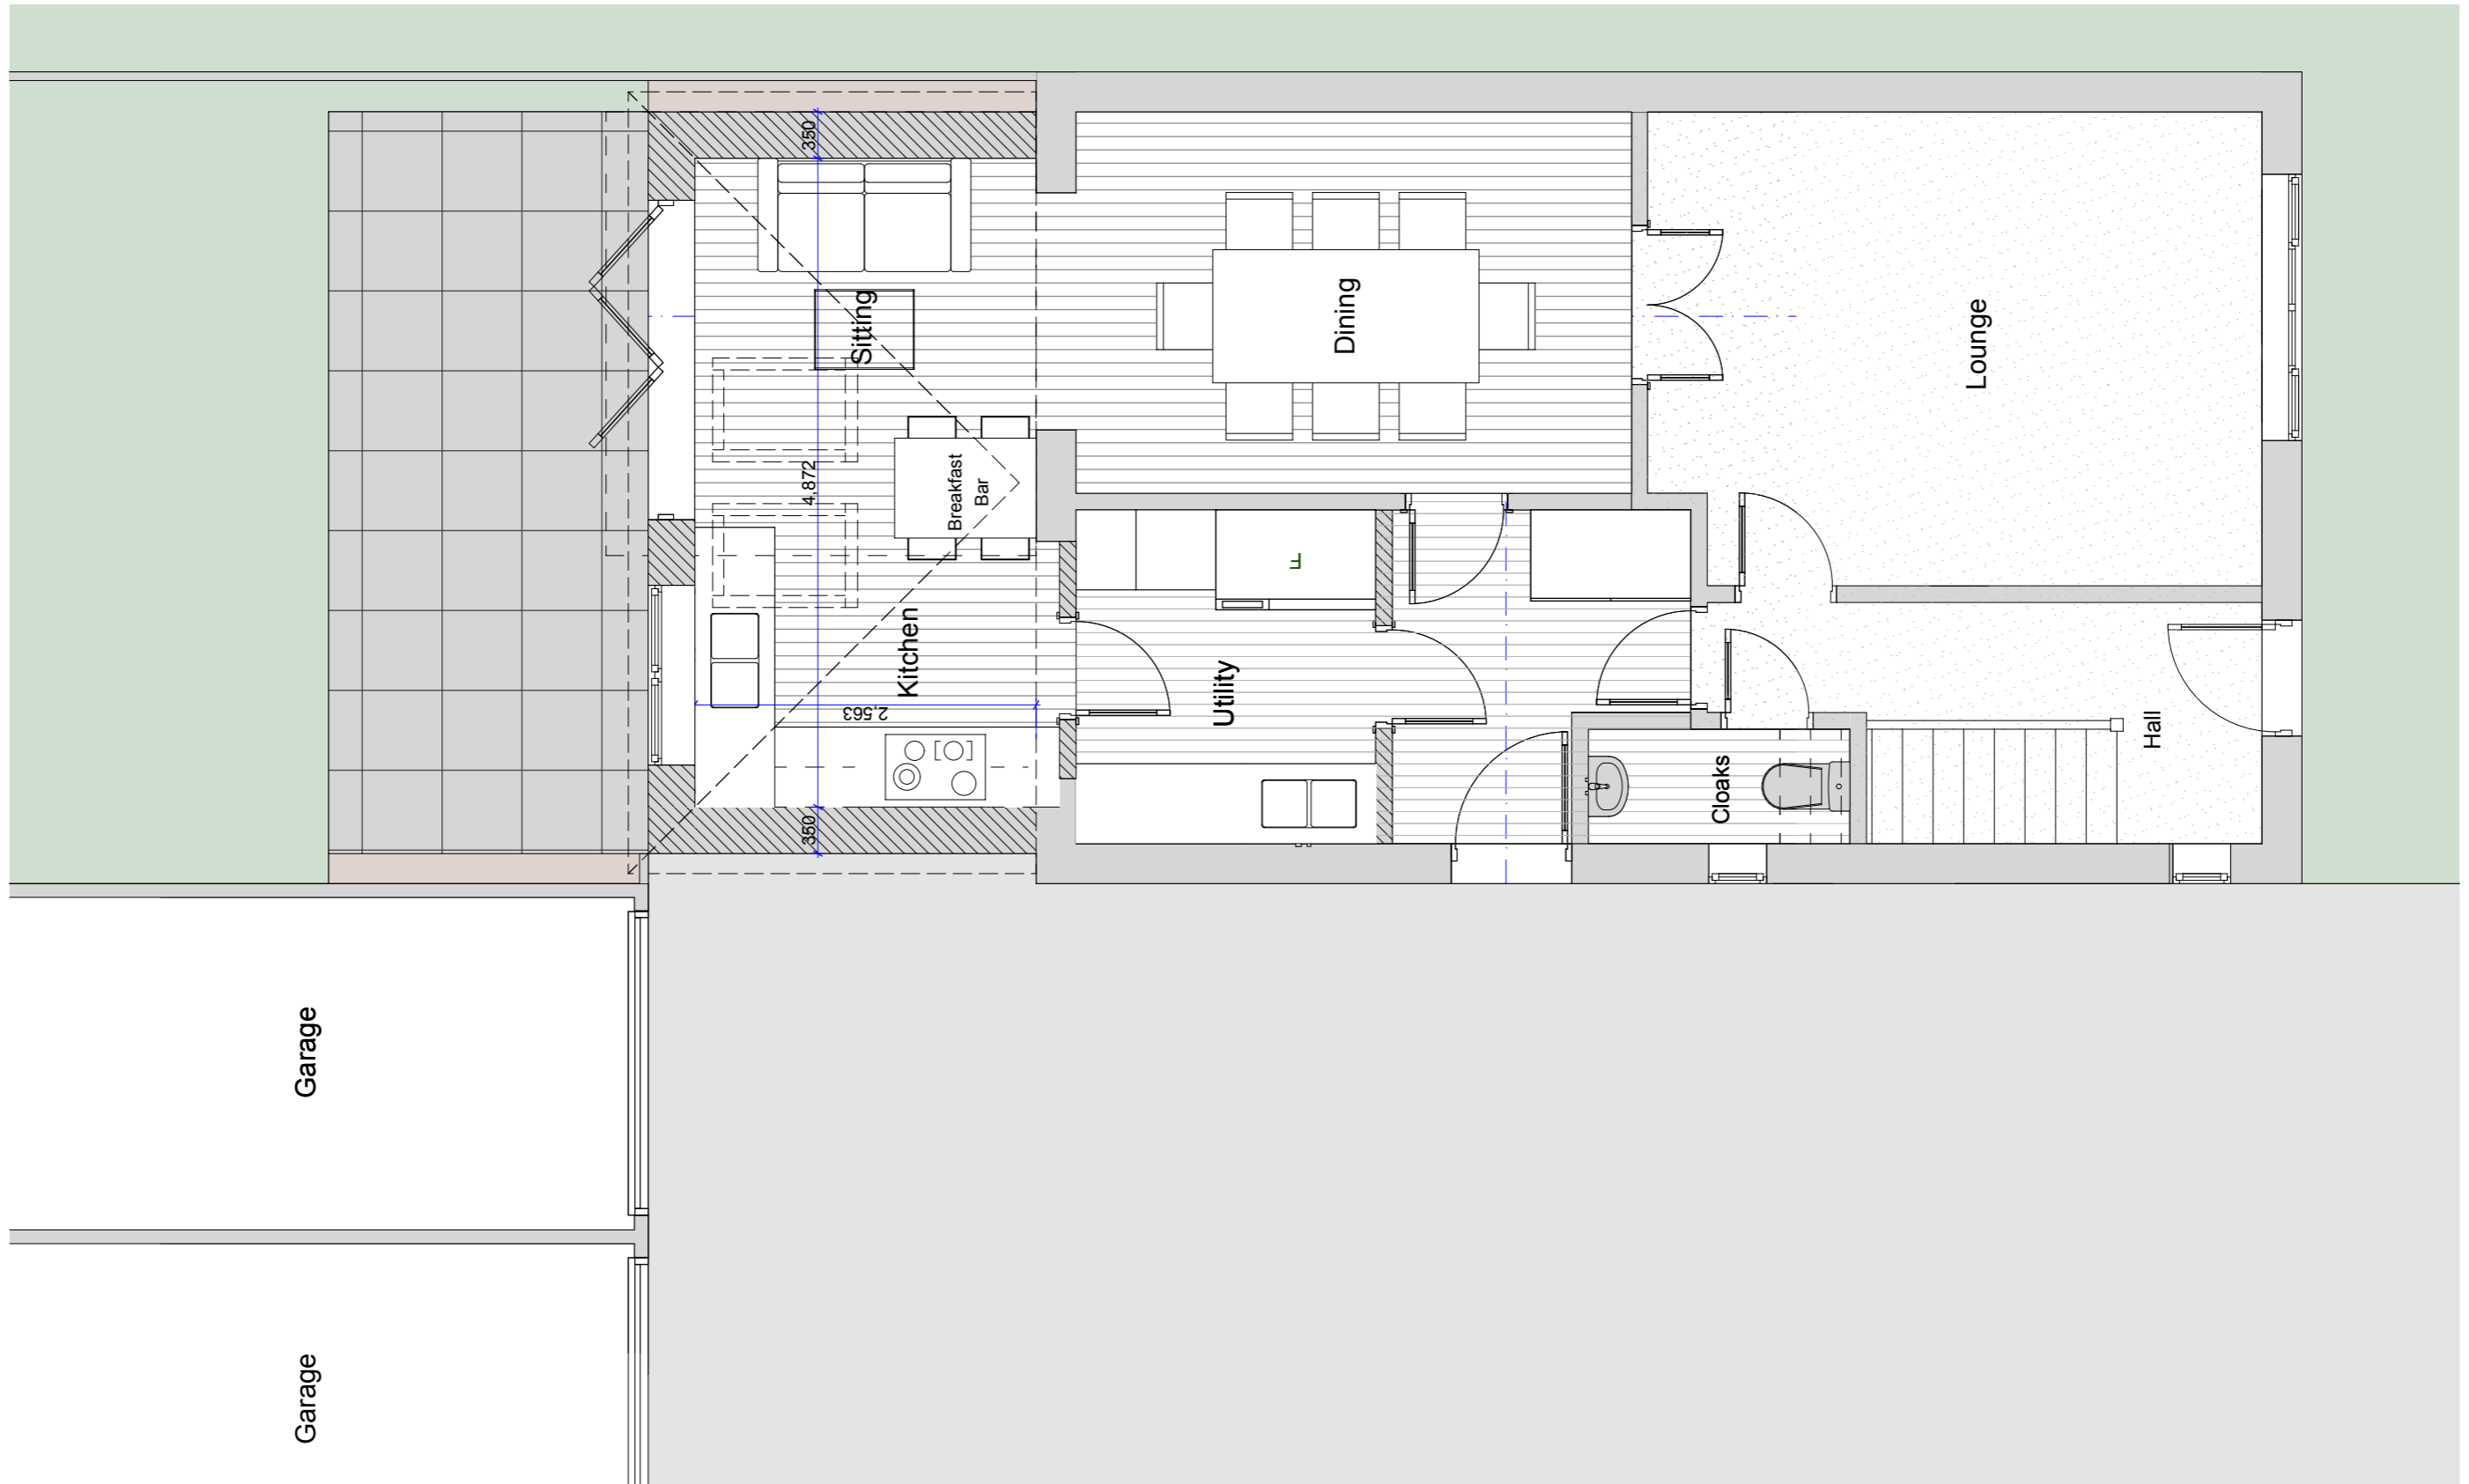 350
Sitting
4,872
Breakfast
Bar
Kitchen
2,563
350
Dining
Lounge
F
Utility
Cloaks
Hall
Garage
Garage